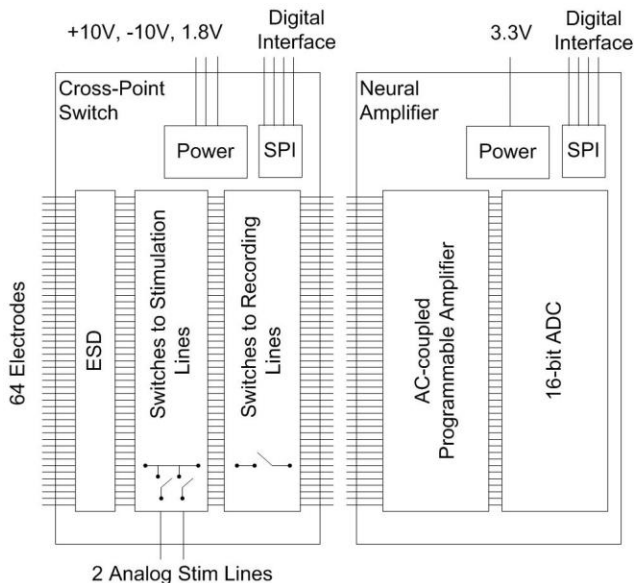 +10V, -10V, 1.8V
Digital
Interface
Cross-Point
Switch
Power
SPI
64 Electrodes
ESD
Switches to Stimulation
Lines
Switches to Recording
Lines
2 Analog Stim Lines
3.3V
Digital
Interface
Neural
Amplifier
Power
SPI
AC-coupled
Programmable Amplifier
16-bit ADC